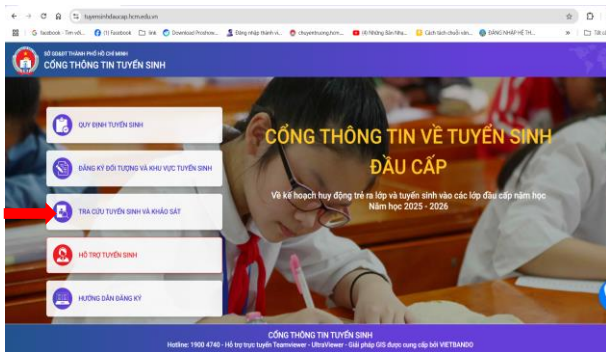 tuyensinhdaucap.hcm.edu.vn
facebook - Tìm với...
(1) Facebook
link
Download Proshow...
Đăng nhập thành vi...
chuyentrung.hcm...
(4) Những Bản Nhạ...
Cách tách chuỗi văn...
ĐĂNG NHẬP HỆ TH...
SỞ GD&ĐT THÀNH PHỐ HỒ CHÍ MINH
CỔNG THÔNG TIN TUYỂN SINH
QUY ĐỊNH TUYỂN SINH
ĐĂNG KÝ ĐỐI TƯỢNG VÀ KHU VỰC TUYỂN SINH
TRA CỨU TUYỂN SINH VÀ KHẢO SÁT
HỖ TRỢ TUYỂN SINH
HƯỚNG DẪN ĐĂNG KÝ
CỔNG THÔNG TIN VỀ TUYỂN SINH
ĐẦU CẤP
Về kế hoạch huy động trẻ ra lớp và tuyển sinh vào các lớp đầu cấp năm học
Năm học 2025 - 2026
CỔNG THÔNG TIN TUYỂN SINH
Hotline: 1900 4740 - Hỗ trợ trực tuyến Teamviewer - UltraViewer - Giải pháp GIS được cung cấp bởi VIETBANDO